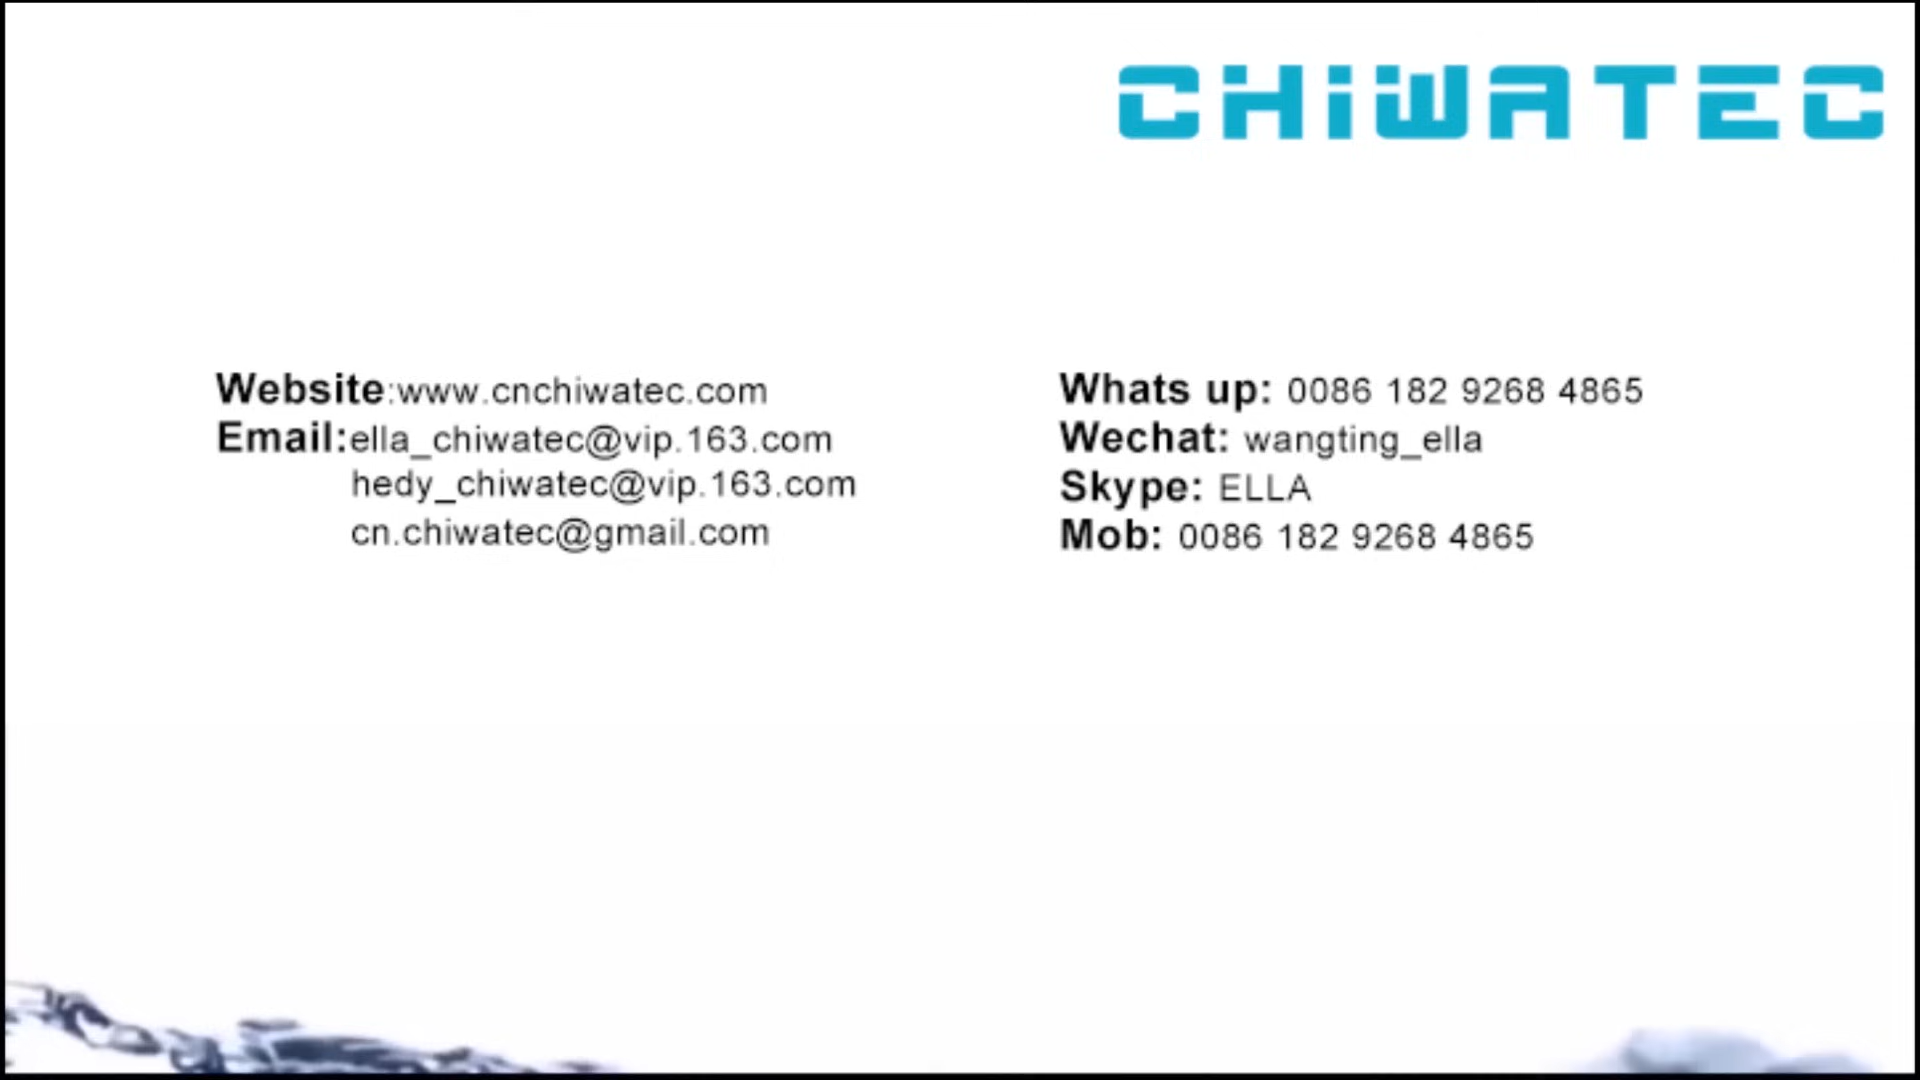 CHiWATEC
Website:www.cnchiwatec.com
Email:ella_chiwatec@vip.163.com
hedy_chiwatec@vip.163.com
cn.chiwatec@gmail.com
Whats up: 0086 182 9268 4865
Wechat: wangting_ella
Skype: ELLA
Mob: 0086 182 9268 4865